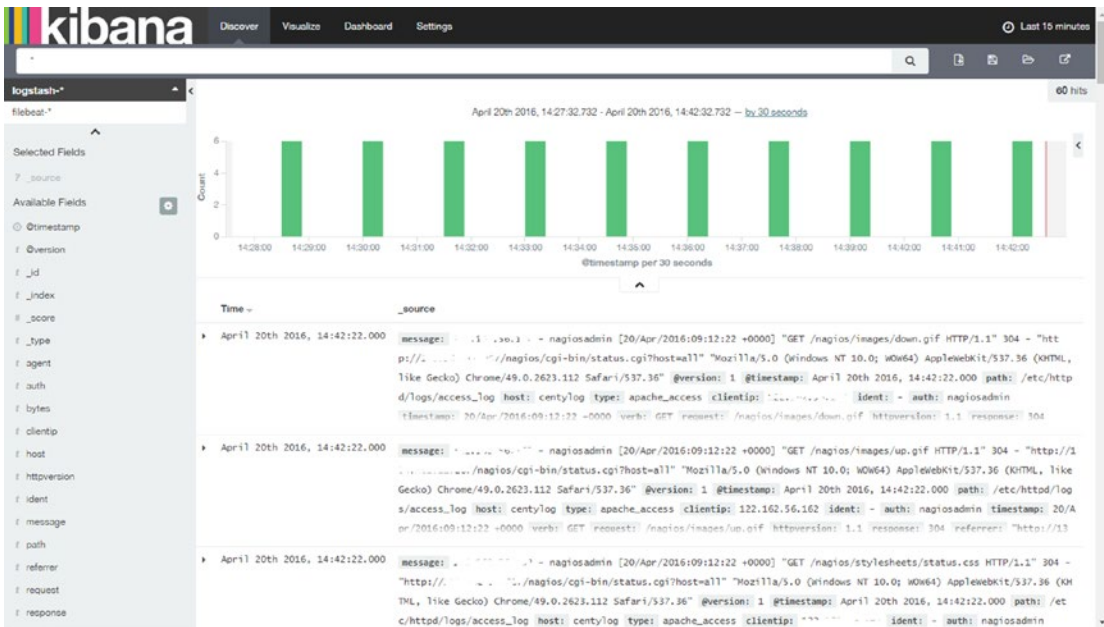 kibana
Discover Visualize Dashboard Settings
Last 15 minutes
*
logstash-*
60 hits
filebeat-*
April 20th 2016, 14:27:32.732 - April 20th 2016, 14:42:32.732 — by 30 seconds
Selected Fields
? _source
Available Fields
@timestamp
t @version
t _id
t _index
# _score
t _type
t agent
t auth
t bytes
t clientip
t host
t httpversion
t ident
t message
t path
t referrer
t request
t response
Count
6
4
2
0
14:28:00 14:29:00 14:30:00 14:31:00 14:32:00 14:33:00 14:34:00 14:35:00 14:36:00 14:37:00 14:38:00 14:39:00 14:40:00 14:41:00 14:42:00
@timestamp per 30 seconds
Time _source
April 20th 2016, 14:42:22.000 message: - nagiosadmin [20/Apr/2016:09:12:22 +0000] "GET /nagios/images/down.gif HTTP/1.1" 304 - "htt
p:// /nagios/cgi-bin/status.cgi?host=all" "Mozilla/5.0 (Windows NT 10.0; WOW64) AppleWebKit/537.36 (KHTML,
like Gecko) Chrome/49.0.2623.112 Safari/537.36" @version: 1 @timestamp: April 20th 2016, 14:42:22.000 path: /etc/http
d/logs/access_log host: centylog type: apache_access clientip: ident: - auth: nagiosadmin
timestamp: 20/Apr/2016:09:12:22 +0000 verb: GET request: /nagios/images/down.gif httpversion: 1.1 response: 304
April 20th 2016, 14:42:22.000 message: - nagiosadmin [20/Apr/2016:09:12:22 +0000] "GET /nagios/images/up.gif HTTP/1.1" 304 - "http://1
/nagios/cgi-bin/status.cgi?host=all" "Mozilla/5.0 (Windows NT 10.0; WOW64) AppleWebKit/537.36 (KHTML, like
Gecko) Chrome/49.0.2623.112 Safari/537.36" @version: 1 @timestamp: April 20th 2016, 14:42:22.000 path: /etc/httpd/log
s/access_log host: centylog type: apache_access clientip: 122.162.56.162 ident: - auth: nagiosadmin timestamp: 20/A
pr/2016:09:12:22 +0000 verb: GET request: /nagios/images/up.gif httpversion: 1.1 response: 304 referrer: "http://13
April 20th 2016, 14:42:22.000 message: - nagiosadmin [20/Apr/2016:09:12:22 +0000] "GET /nagios/stylesheets/status.css HTTP/1.1" 304 -
"http:// /nagios/cgi-bin/status.cgi?host=all" "Mozilla/5.0 (Windows NT 10.0; WOW64) AppleWebKit/537.36 (KH
TML, like Gecko) Chrome/49.0.2623.112 Safari/537.36" @version: 1 @timestamp: April 20th 2016, 14:42:22.000 path: /et
c/httpd/logs/access_log host: centylog type: apache_access clientip: ident: - auth: nagiosadmin